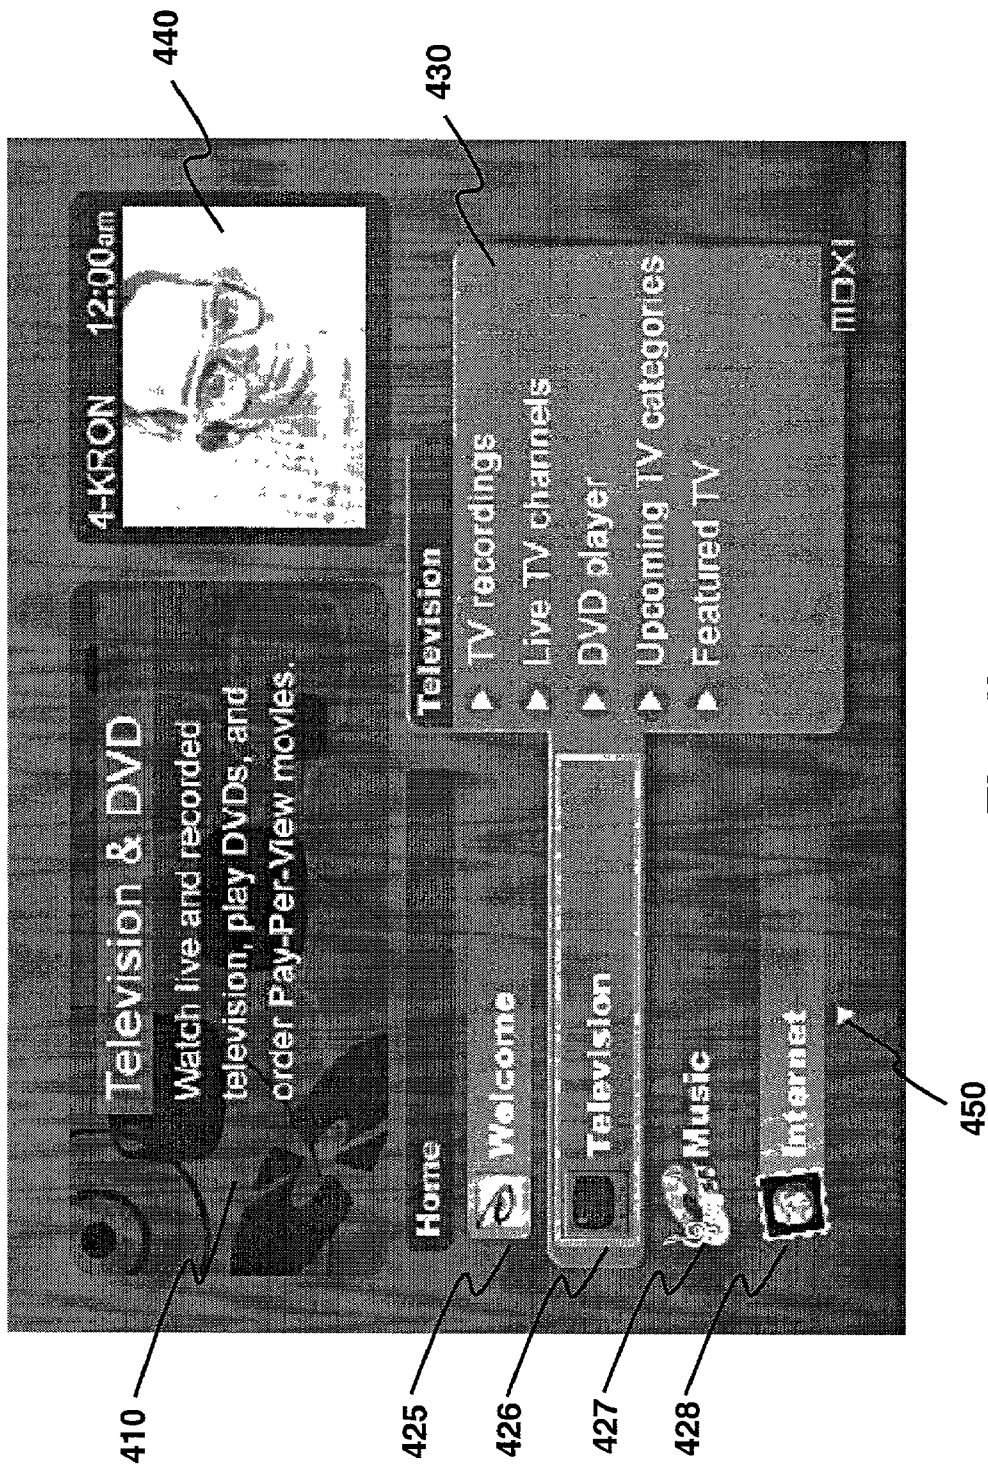 440
430
4-KRON 12:00am
Television & DVD
Watch live and recorded
television, play DVDs, and
order Pay-Per-View movies.
410
Home
Television
TV recordings
Live TV channels
DVD player
Upcoming TV categories
Featured TV
Welcome
Television
Music
Internet
moxi
425
426
427
428
450